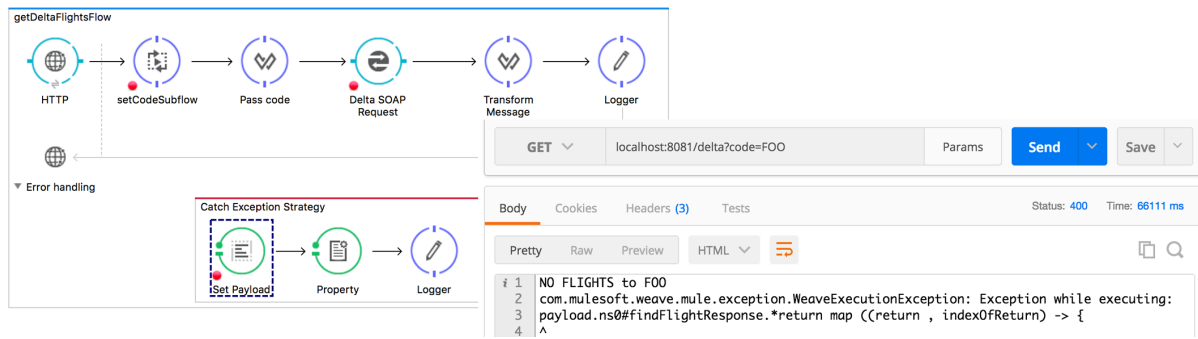 getDeltaFlightsFlow
HTTP
setCodeSubflow
Pass code
Delta SOAP
Request
Transform
Message
Logger
Error handling
Catch Exception Strategy
Set Payload
Property
Logger
GET
localhost:8081/delta?code=FOO
Params
Send
Save
Body
Cookies
Headers (3)
Tests
Status: 400
Time: 66111 ms
Pretty
Raw
Preview
HTML
i 1 NO FLIGHTS to FOO
2 com.mulesoft.weave.mule.exception.WeaveExecutionException: Exception while executing:
3 payload.ns0#findFlightResponse.*return map ((return , indexOfReturn) -> {
4 ^